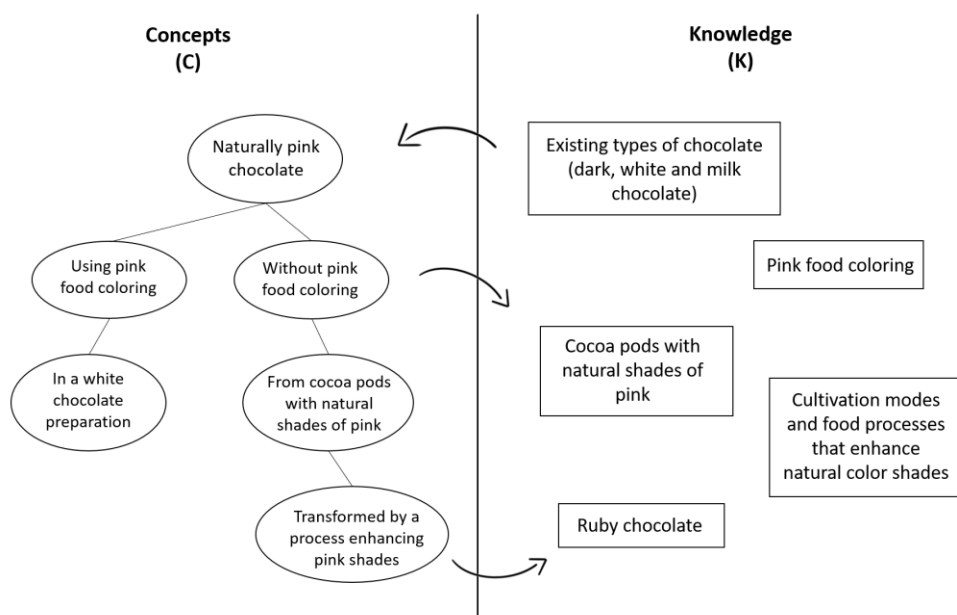 Concepts
(C)
Naturally pink
chocolate
Using pink
food coloring
Without pink
food coloring
In a white
chocolate
preparation
From cocoa pods
with natural
shades of pink
Transformed by a
process enhancing
pink shades
Knowledge
(K)
Existing types of chocolate
(dark, white and milk
chocolate)
Pink food coloring
Cocoa pods with
natural shades of
pink
Cultivation modes
and food processes
that enhance
natural color shades
Ruby chocolate